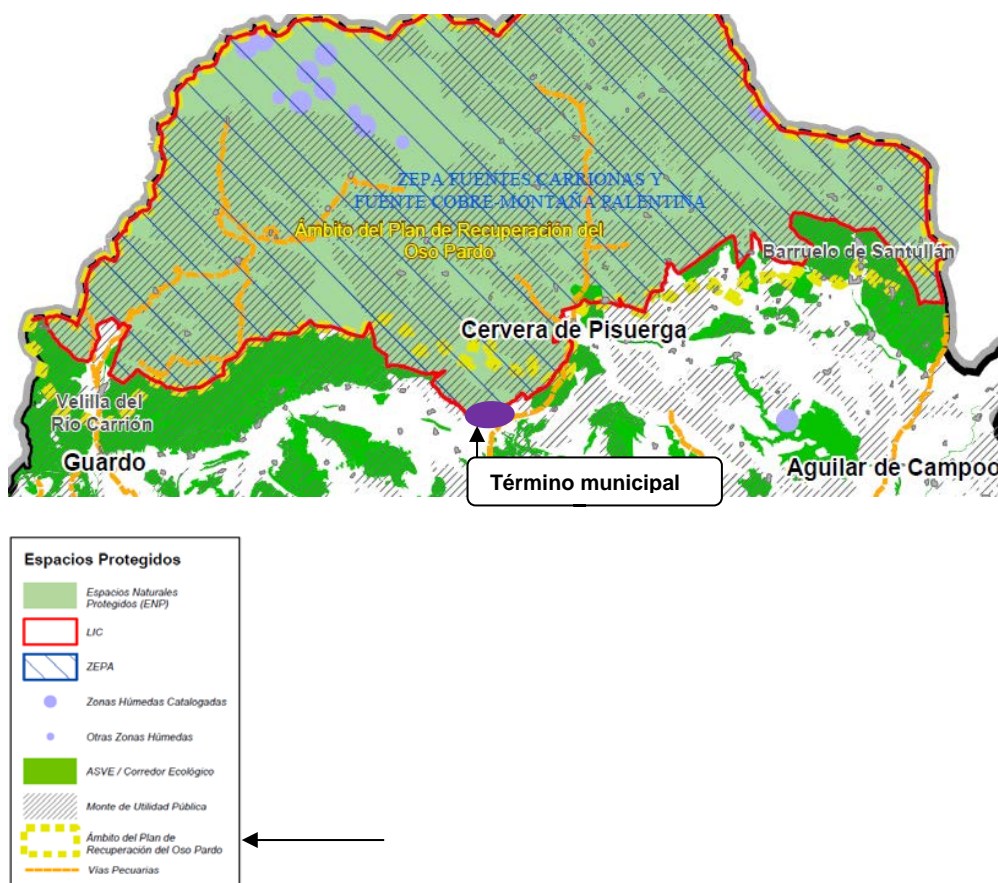 ZEPA FUENTES CARRIONAS Y
FUENTE COBRE-MONTAÑA PALENTINA
Ámbito del Plan de Recuperación del
Oso Pardo
Barruelo de Santullán
Cervera de Pisuerga
Velilla del
Río Carrión
Guardo
Aguilar de Campoo
Término municipal
Espacios Protegidos
Espacios Naturales
Protegidos (ENP)
LIC
ZEPA
Zonas Húmedas Catalogadas
Otras Zonas Húmedas
ASVE / Corredor Ecológico
Monte de Utilidad Pública
Ámbito del Plan de
Recuperación del Oso Pardo
Vías Pecuarias